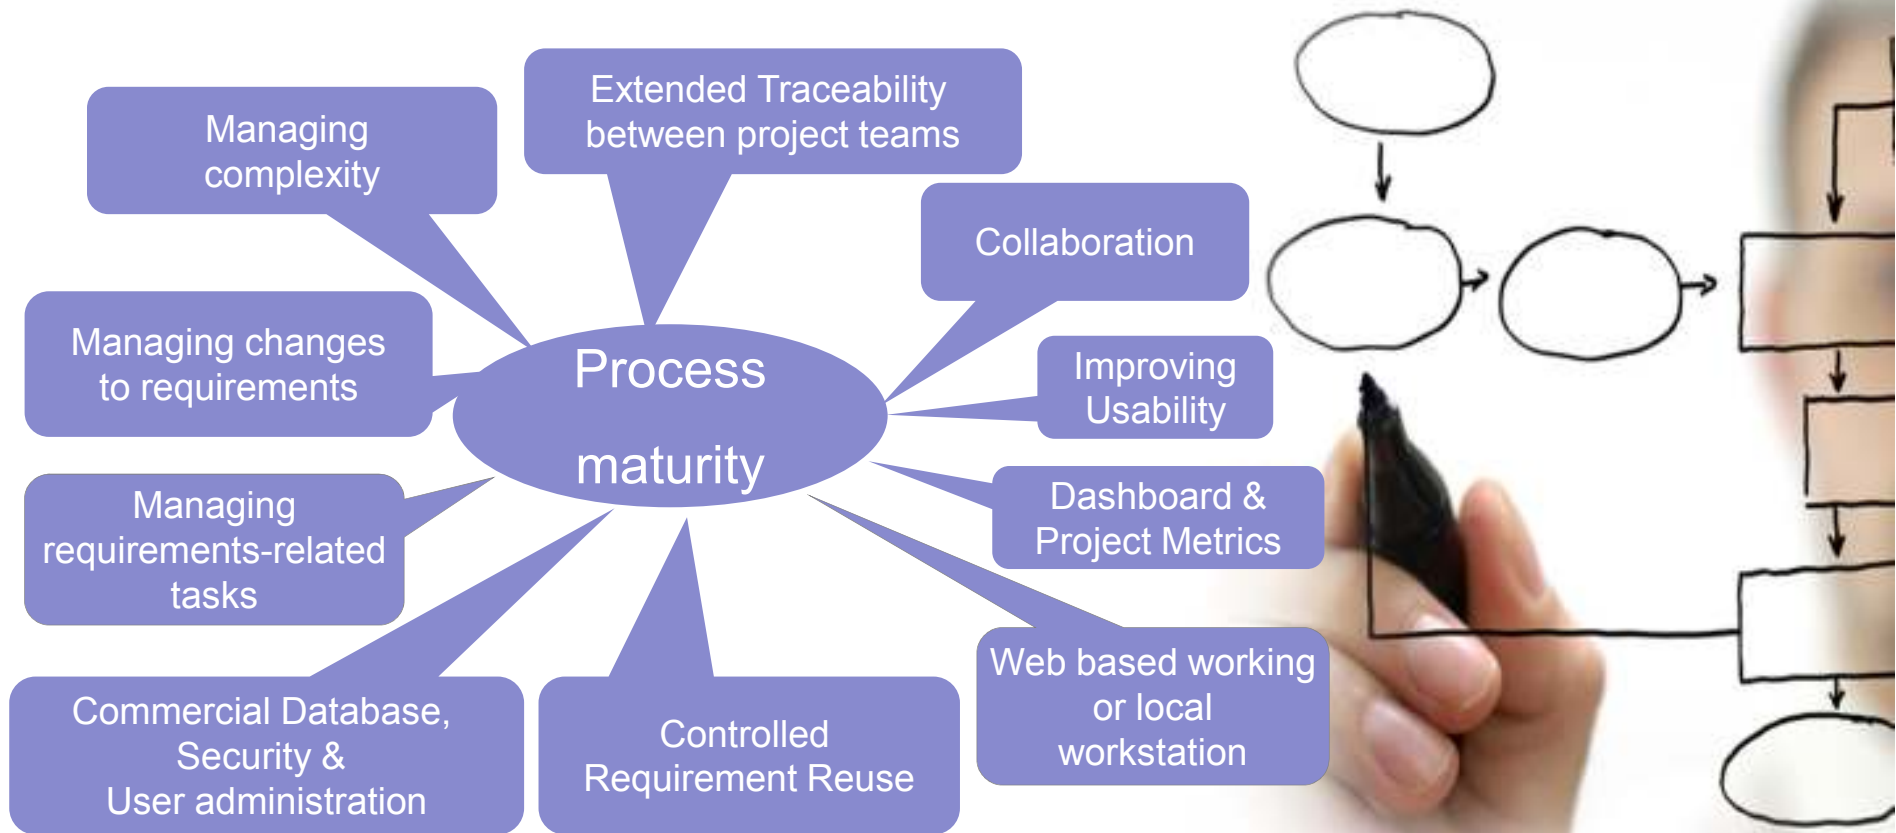 Extended Traceability
between project teams
Managing
complexity
Collaboration
Managing changes
to requirements
Process
maturity
Improving
Usability
Managing
requirements-related
tasks
Dashboard &
Project Metrics
Commercial Database,
Security &
User administration
Controlled
Requirement Reuse
Web based working
or local
workstation